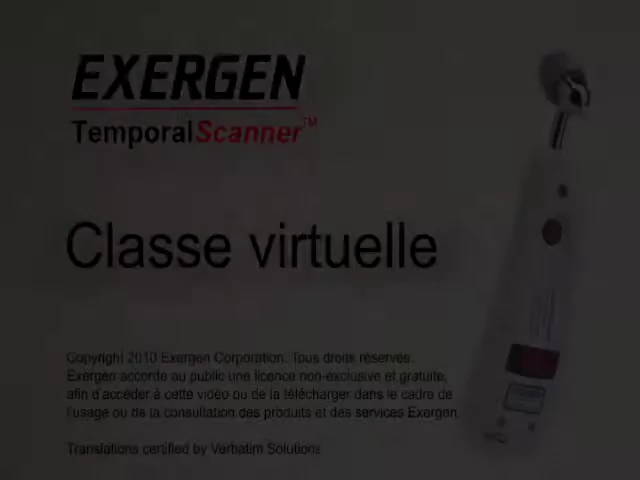 EXERGEN
TemporalScanner™
Classe virtuelle
Copyright 2010 Exergen Corporation. Tous droits réservés.
Exergen accorde au public une licence non-exclusive et gratuite,
afin d'accéder à cette vidéo ou de la télécharger dans le cadre de
l'usage ou de la consultation des produits et des services Exergen.
Translations certified by Verbatim Solutions